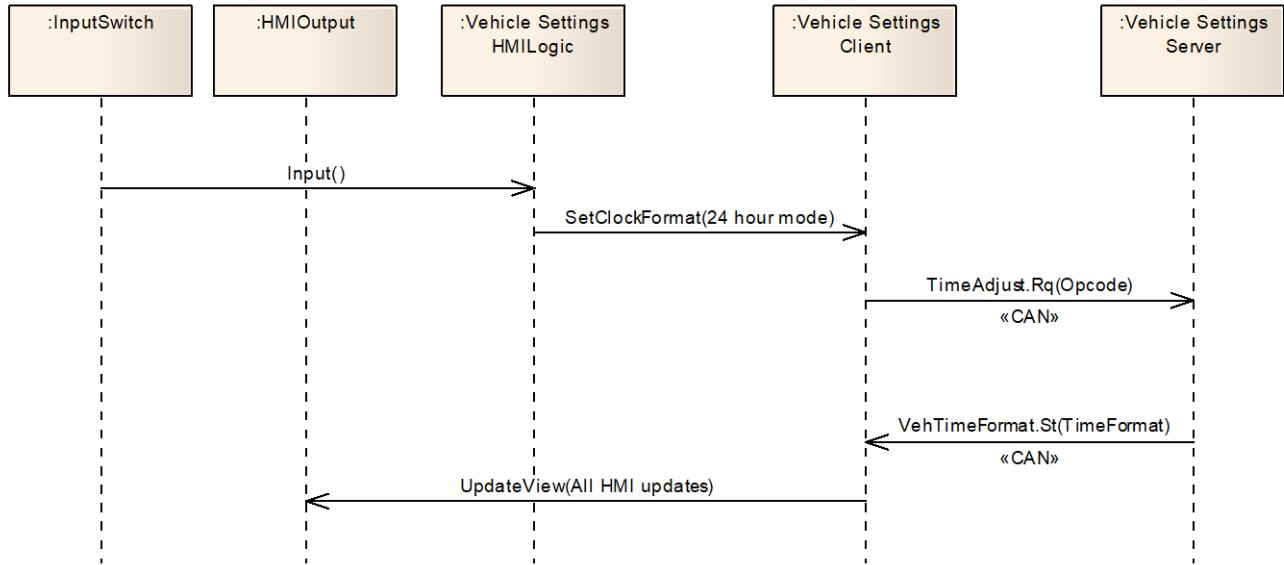 :InputSwitch
:HMIOutput
:Vehicle Settings
HMILogic
:Vehicle Settings
Client
:Vehicle Settings
Server
Input()
SetClockFormat(24 hour mode)
TimeAdjust.Rq(Opcode)
«CAN»
VehTimeFormat.St(TimeFormat)
«CAN»
UpdateView(All HMI updates)